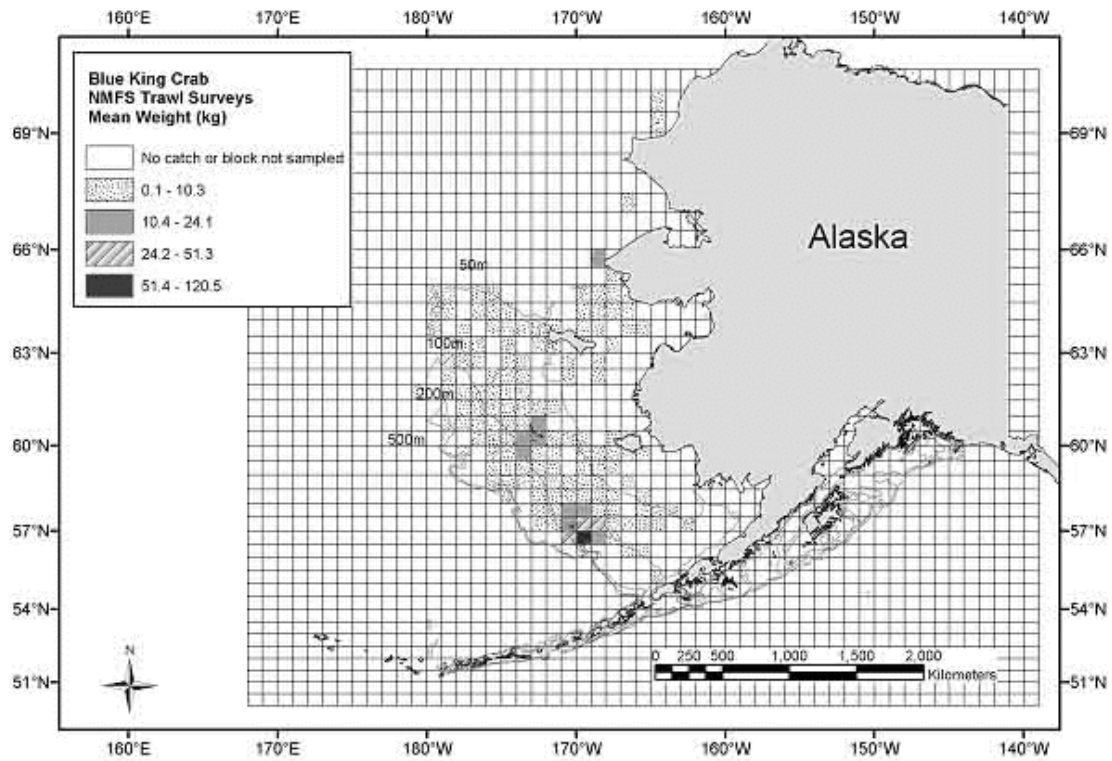 160°E 170°E 180°W 170°W 160°W 150°W 140°W
Blue King Crab
NMFS Trawl Surveys
Mean Weight (kg)
No catch or block not sampled
0.1 - 10.3
10.4 - 24.1
24.2 - 51.3
51.4 - 120.5
69°N 69°N
Alaska
66°N 66°N
50m
63°N 63°N
100m
200m
500m
60°N 60°N
57°N 57°N
54°N 54°N
N
0 250 500 1,000 1,500 2,000
Kilometers
51°N 51°N
160°E 170°E 180°W 170°W 160°W 150°W 140°W